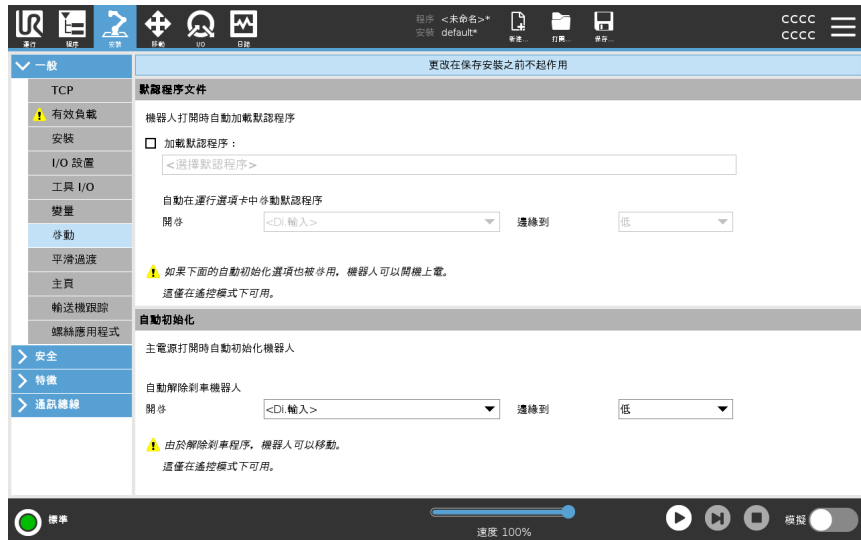 UR
運行
程序
安裝
移動
I/O
日誌
程序 <未命名>*
安裝 default*
新建...
打開...
保存...
cccc
cccc
一般
更改在保存安裝之前不起作用
TCP
有效負載
安裝
I/O 設置
工具 I/O
變量
啓動
平滑過渡
主頁
輸送機跟踪
螺絲應用程式
安全
特徵
通訊總線
默認程序文件
機器人打開時自動加載默認程序
加載默認程序：
<選擇默認程序>
自動在運行選項卡中啓動默認程序
開啓 <DI.輸入> 邊緣到 低
如果下面的自動初始化選項也被啓用，機器人可以開機上電。
這僅在遙控模式下可用。
自動初始化
主電源打開時自動初始化機器人
自動解除剎車機器人
開啓 <DI.輸入> 邊緣到 低
由於解除剎車程序，機器人可以移動。
這僅在遙控模式下可用。
標準
速度 100%
模擬